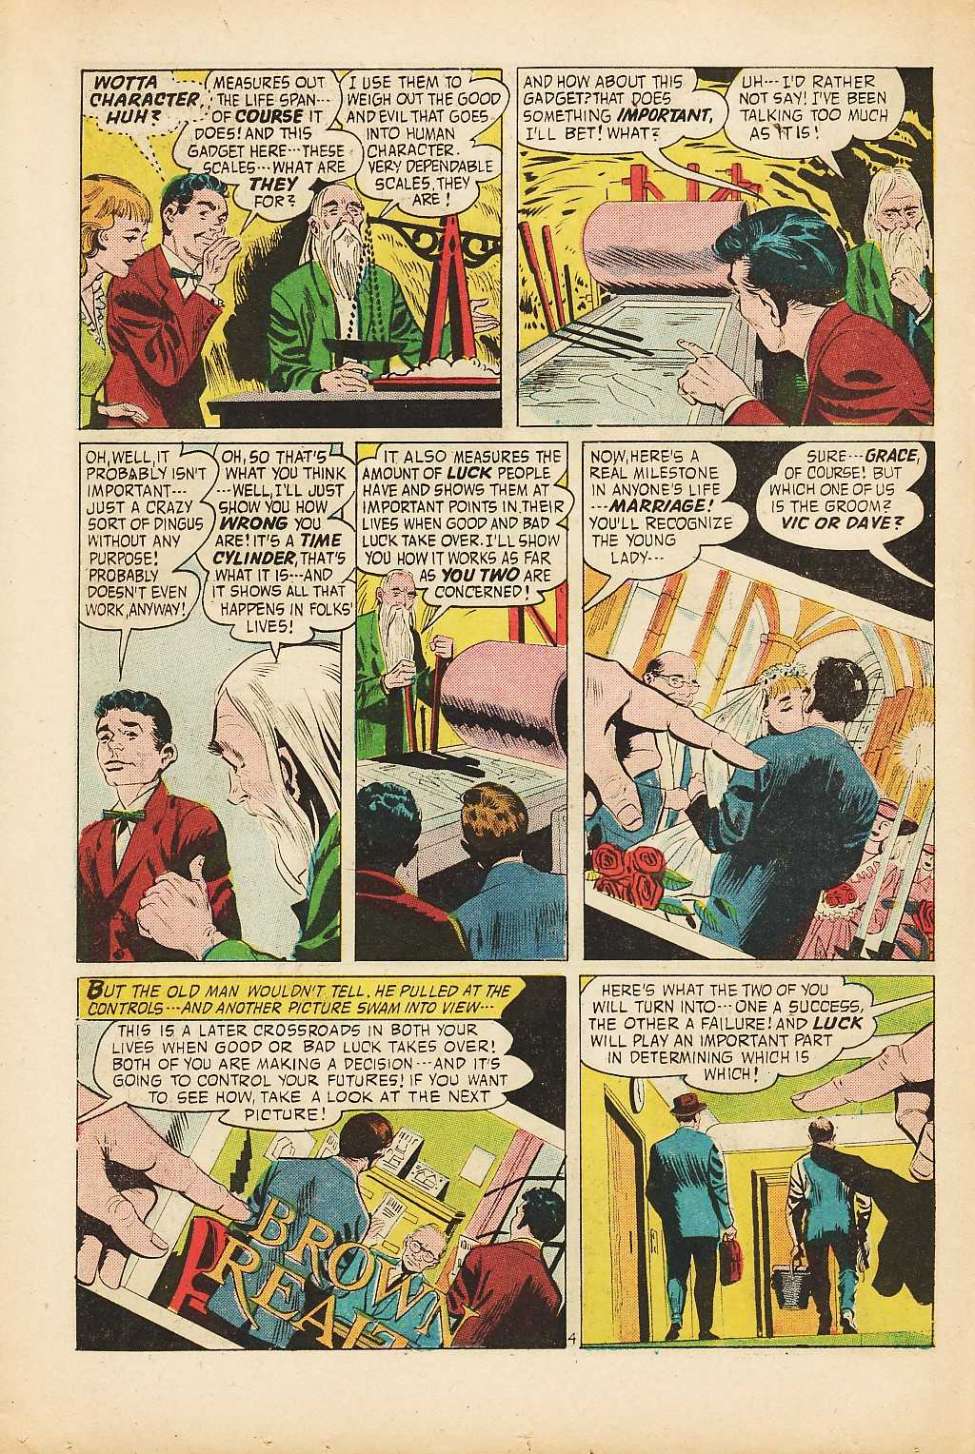 WOTTA
CHARACTER,
HUH?
MEASURES OUT
THE LIFE SPAN---
OF COURSE IT
DOES! AND THIS
GADGET HERE---THESE
SCALES---WHAT ARE
THEY
FOR?
I USE THEM TO
WEIGH OUT THE GOOD
AND EVIL THAT GOES
INTO HUMAN
CHARACTER.
VERY DEPENDABLE
SCALES, THEY
ARE!
AND HOW ABOUT THIS
GADGET? THAT DOES
SOMETHING IMPORTANT,
I'LL BET! WHAT?
UH---I'D RATHER
NOT SAY! I'VE BEEN
TALKING TOO MUCH
AS IT IS!
OH, WELL, IT
PROBABLY ISN'T
IMPORTANT---
JUST A CRAZY
SORT OF DINGUS
WITHOUT ANY
PURPOSE!
PROBABLY
DOESN'T EVEN
WORK, ANYWAY!
OH, SO THAT'S
WHAT YOU THINK
---WELL, I'LL JUST
SHOW YOU HOW
WRONG YOU
ARE! IT'S A TIME
CYLINDER, THAT'S
WHAT IT IS---AND
IT SHOWS ALL THAT
HAPPENS IN FOLKS'
LIVES!
IT ALSO MEASURES THE
AMOUNT OF LUCK PEOPLE
HAVE AND SHOWS THEM AT
IMPORTANT POINTS IN THEIR
LIVES WHEN GOOD AND BAD
LUCK TAKE OVER. I'LL SHOW
YOU HOW IT WORKS AS FAR
AS YOU TWO ARE
CONCERNED!
NOW, HERE'S A
REAL MILESTONE
IN ANYONE'S LIFE
---MARRIAGE!
YOU'LL RECOGNIZE
THE YOUNG
LADY---
SURE---GRACE,
OF COURSE! BUT
WHICH ONE OF US
IS THE GROOM?
VIC OR DAVE?
BUT THE OLD MAN WOULDN'T TELL. HE PULLED AT THE
CONTROLS---AND ANOTHER PICTURE SWAM INTO VIEW---
THIS IS A LATER CROSSROADS IN BOTH YOUR
LIVES WHEN GOOD OR BAD LUCK TAKES OVER!
BOTH OF YOU ARE MAKING A DECISION---AND IT'S
GOING TO CONTROL YOUR FUTURES! IF YOU WANT
TO SEE HOW, TAKE A LOOK AT THE NEXT
PICTURE!
BROWN
REALT
HERE'S WHAT THE TWO OF YOU
WILL TURN INTO---ONE A SUCCESS,
THE OTHER A FAILURE! AND LUCK
WILL PLAY AN IMPORTANT PART
IN DETERMINING WHICH IS
WHICH!
4